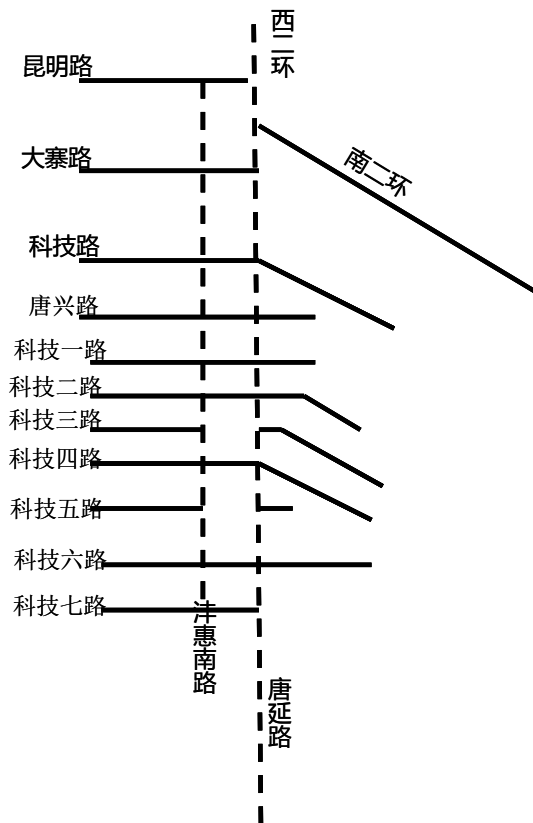 西二环
昆明路
大寨路
南二环
科技路
唐兴路
科技一路
科技二路
科技三路
科技四路
科技五路
科技六路
科技七路
沣惠南路
唐延路